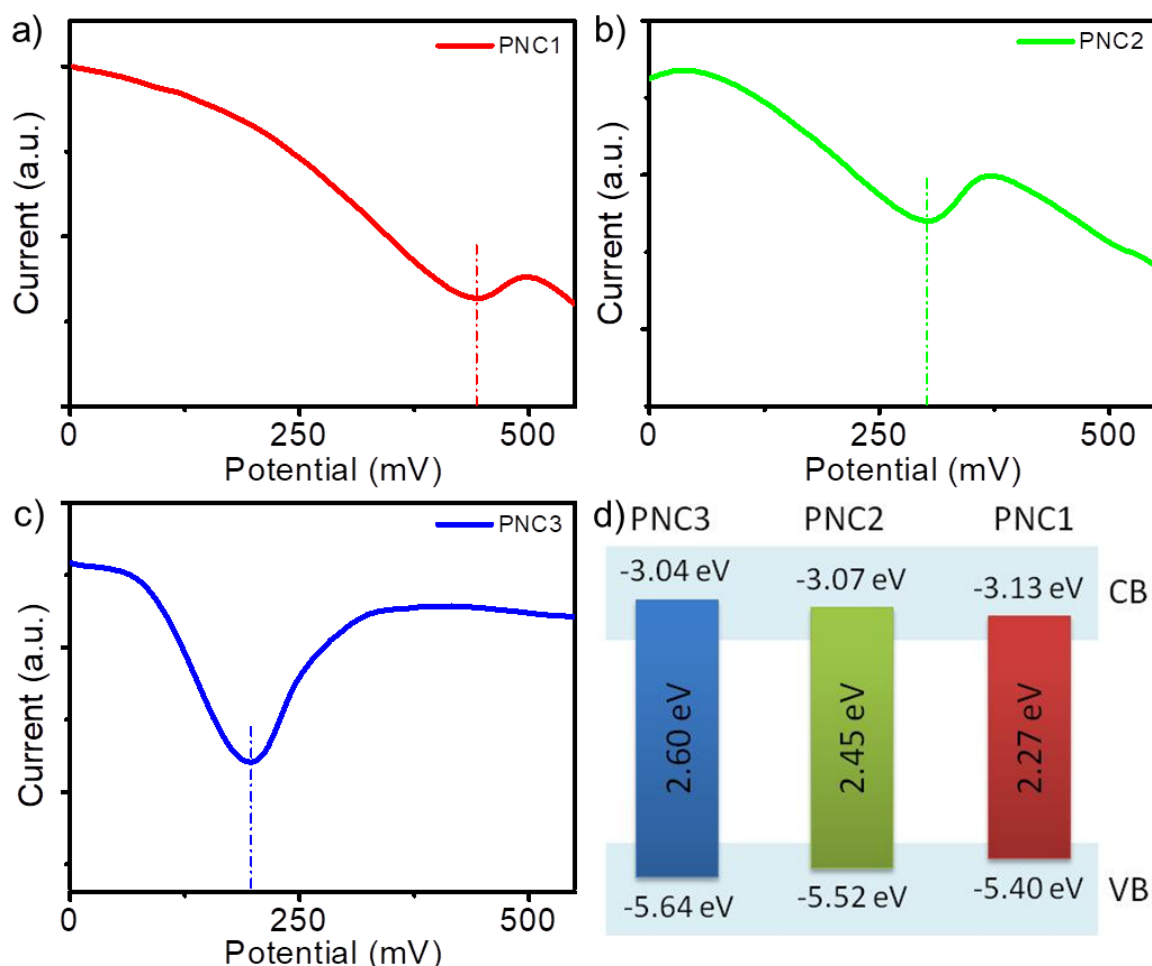 a)
PNC1
Current (a.u.)
0
250
500
Potential (mV)
b)
PNC2
Current (a.u.)
0
250
500
Potential (mV)
c)
PNC3
Current (a.u.)
0
250
500
Potential (mV)
d)
PNC3 PNC2 PNC1
-3.04 eV -3.07 eV -3.13 eV CB
2.60 eV 2.45 eV 2.27 eV
-5.64 eV -5.52 eV -5.40 eV VB